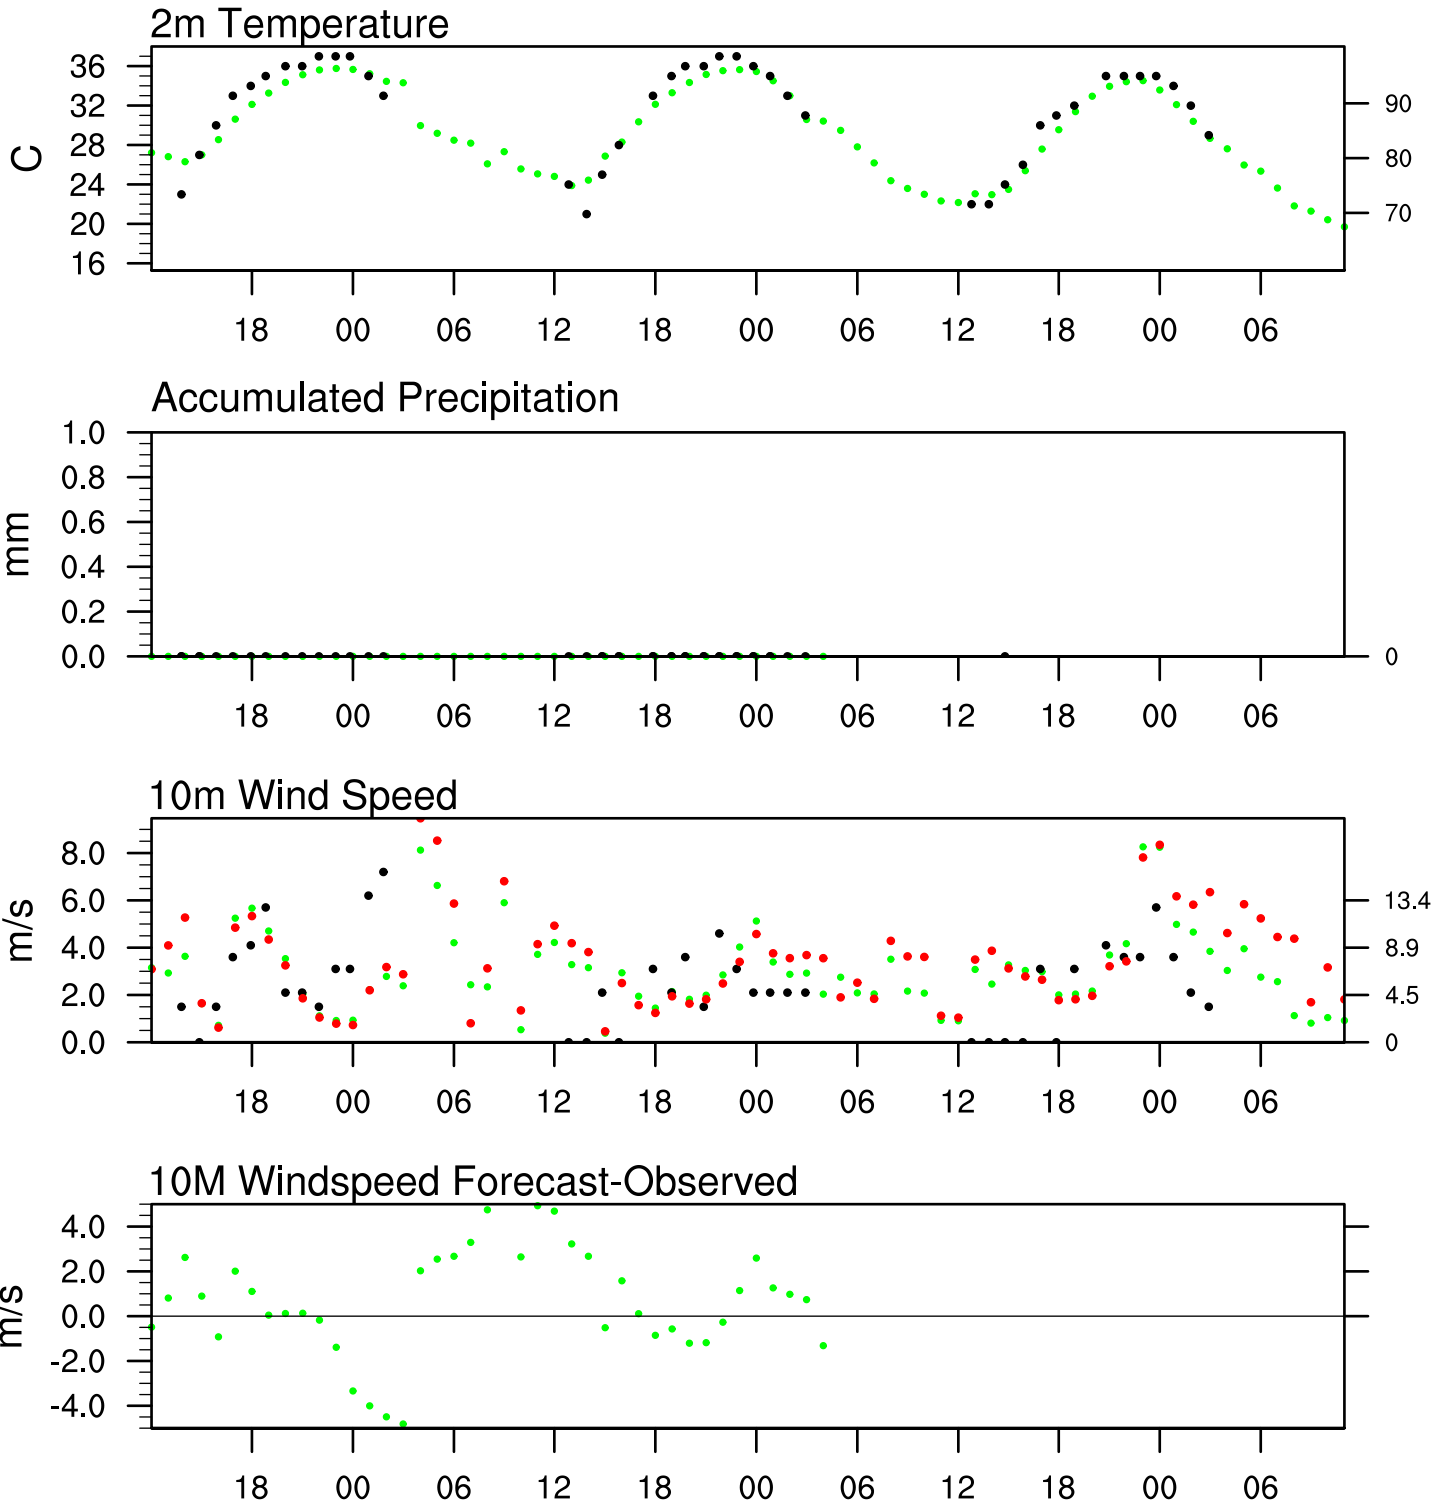 2m Temperature
36
32
28
24
20
16
C
90
80
70
18 00 06 12 18 00 06 12 18 00 06
Accumulated Precipitation
1.0
0.8
0.6
0.4
0.2
0.0
mm
0
18 00 06 12 18 00 06 12 18 00 06
10m Wind Speed
8.0
6.0
4.0
2.0
0.0
m/s
13.4
8.9
4.5
0
18 00 06 12 18 00 06 12 18 00 06
10M Windspeed Forecast-Observed
4.0
2.0
0.0
-2.0
-4.0
m/s
18 00 06 12 18 00 06 12 18 00 06